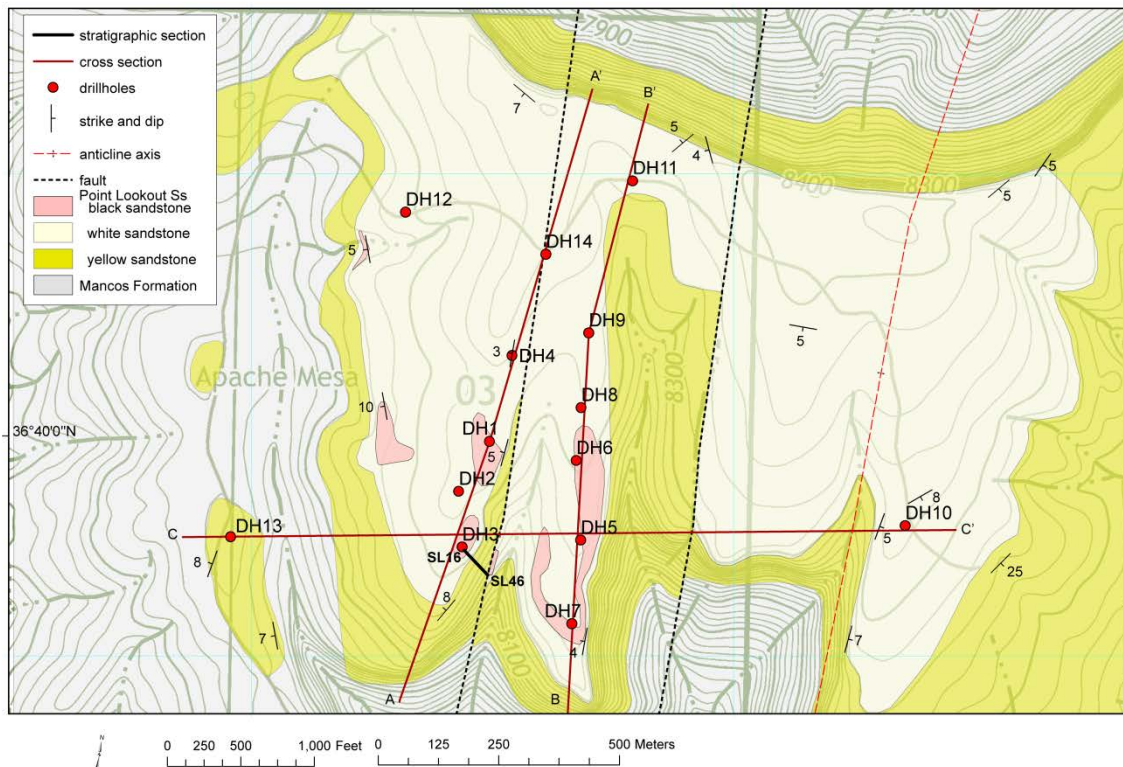 stratigraphic section
cross section
drillholes
strike and dip
anticline axis
fault
Point Lookout Ss
black sandstone
white sandstone
yellow sandstone
Mancos Formation
7900
A'
B'
7
5
4
DH11
8400
8300
5
5
DH12
5
DH14
DH9
3
DH4
5
8300
Apache Mesa
03
DH8
10
36°40'0"N
DH1
5
DH6
DH2
8
DH10
C
DH13
DH3
DH5
C'
5
SL16
SL46
8
25
8
DH7
7
8100
4
7
A
B
N
0 250 500 1,000 Feet
0 125 250 500 Meters